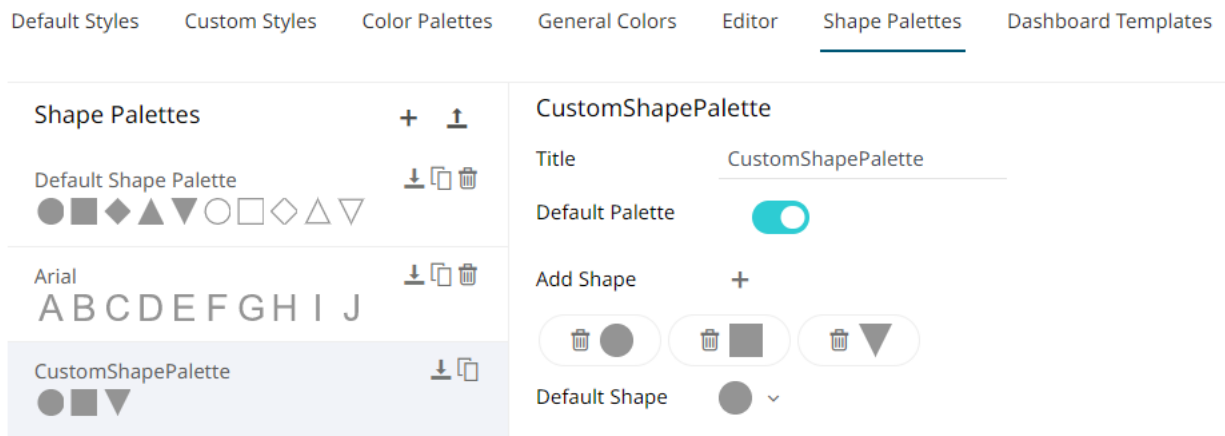 Default Styles Custom Styles Color Palettes General Colors Editor Shape Palettes Dashboard Templates
Shape Palettes
Default Shape Palette
Arial
A B C D E F G H I J
CustomShapePalette
CustomShapePalette
Title CustomShapePalette
Default Palette
Add Shape
Default Shape